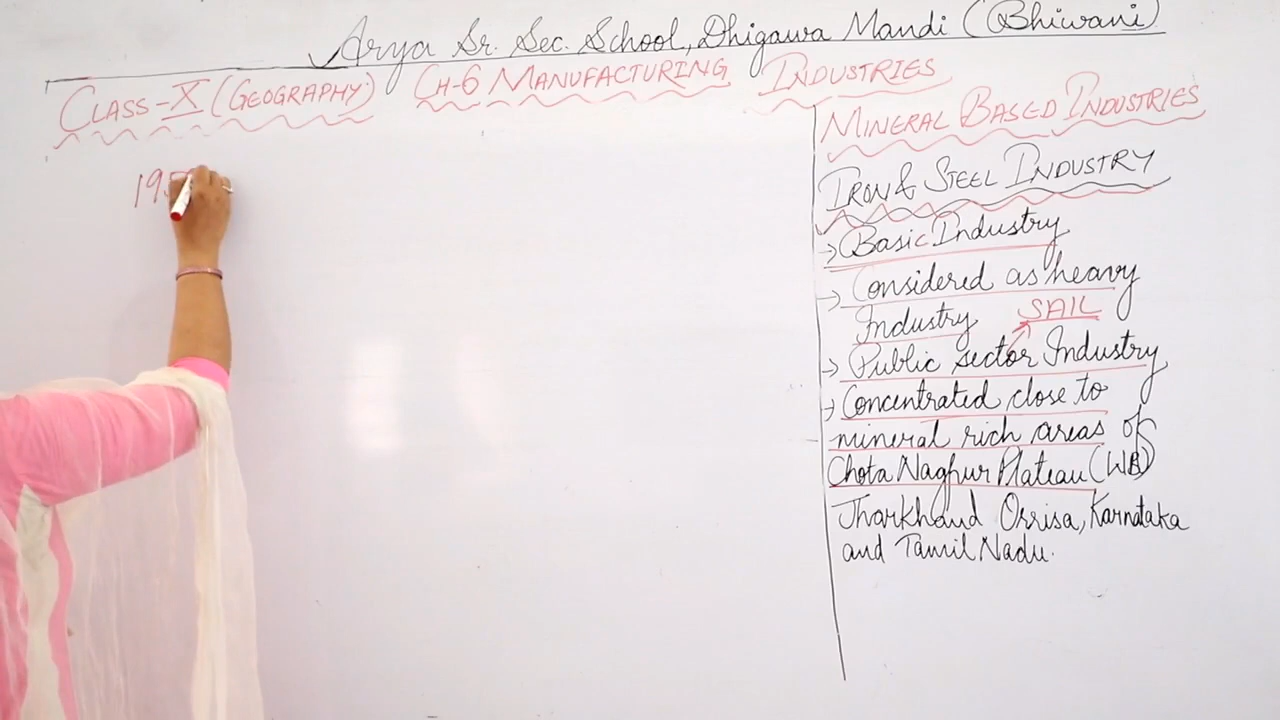 Arya Sr. Sec. School, Dhigawa Mandi (Bhiwani)
CLASS-X (GEOGRAPHY) CH-6 MANUFACTURING INDUSTRIES
195
MINERAL BASED INDUSTRIES
IRON & STEEL INDUSTRY
→ Basic Industry
→ Considered as heavy
Industry SAIL
→ Public sector Industry
→ Concentrated close to
mineral rich areas of
Chota Nagpur Plateau (WB)
Jharkhand Orrisa, Karnataka
and Tamil Nadu.